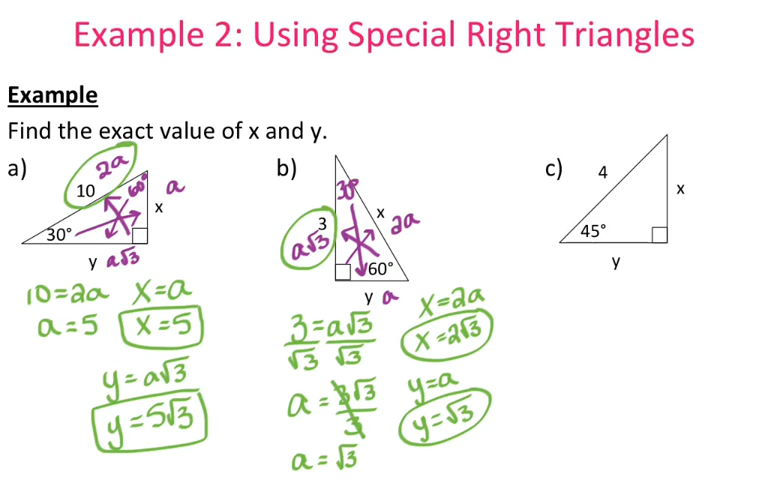 Example 2: Using Special Right Triangles
Example
Find the exact value of x and y.
a)
2a
10
60°
a
x
30°
y a√3
10=2a x=a
a=5 x=5
y=a√3
y=5√3
b)
30°
3
a√3
x
2a
60°
y a
3=a√3
√3 √3
a=3√3
3
a=√3
x=2a
x=2√3
y=a
y=√3
c)
4
x
45°
y